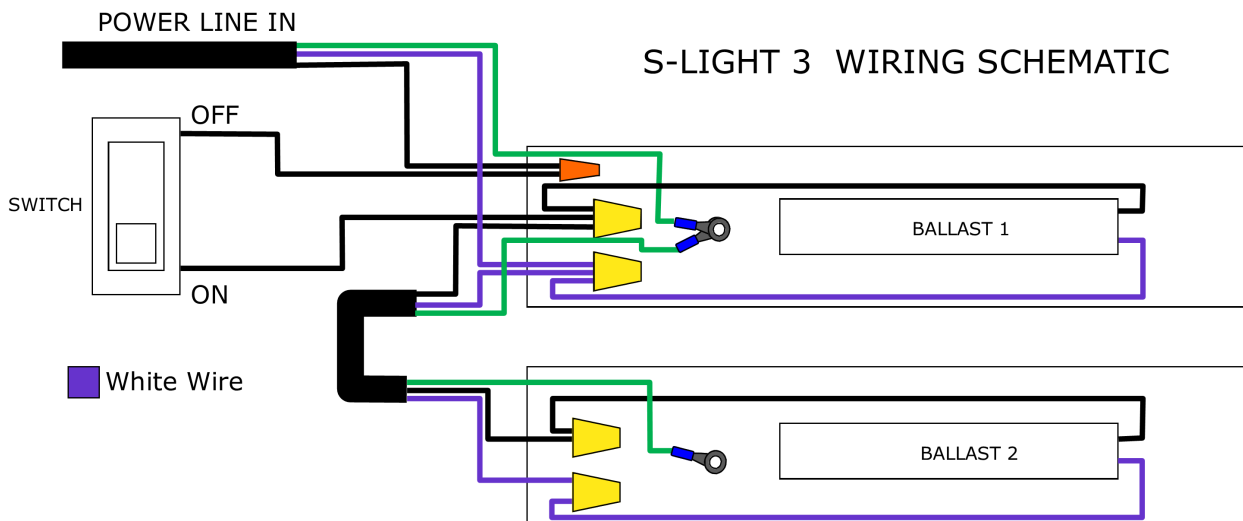 POWER LINE IN
S-LIGHT 3 WIRING SCHEMATIC
OFF
SWITCH
BALLAST 1
ON
White Wire
BALLAST 2